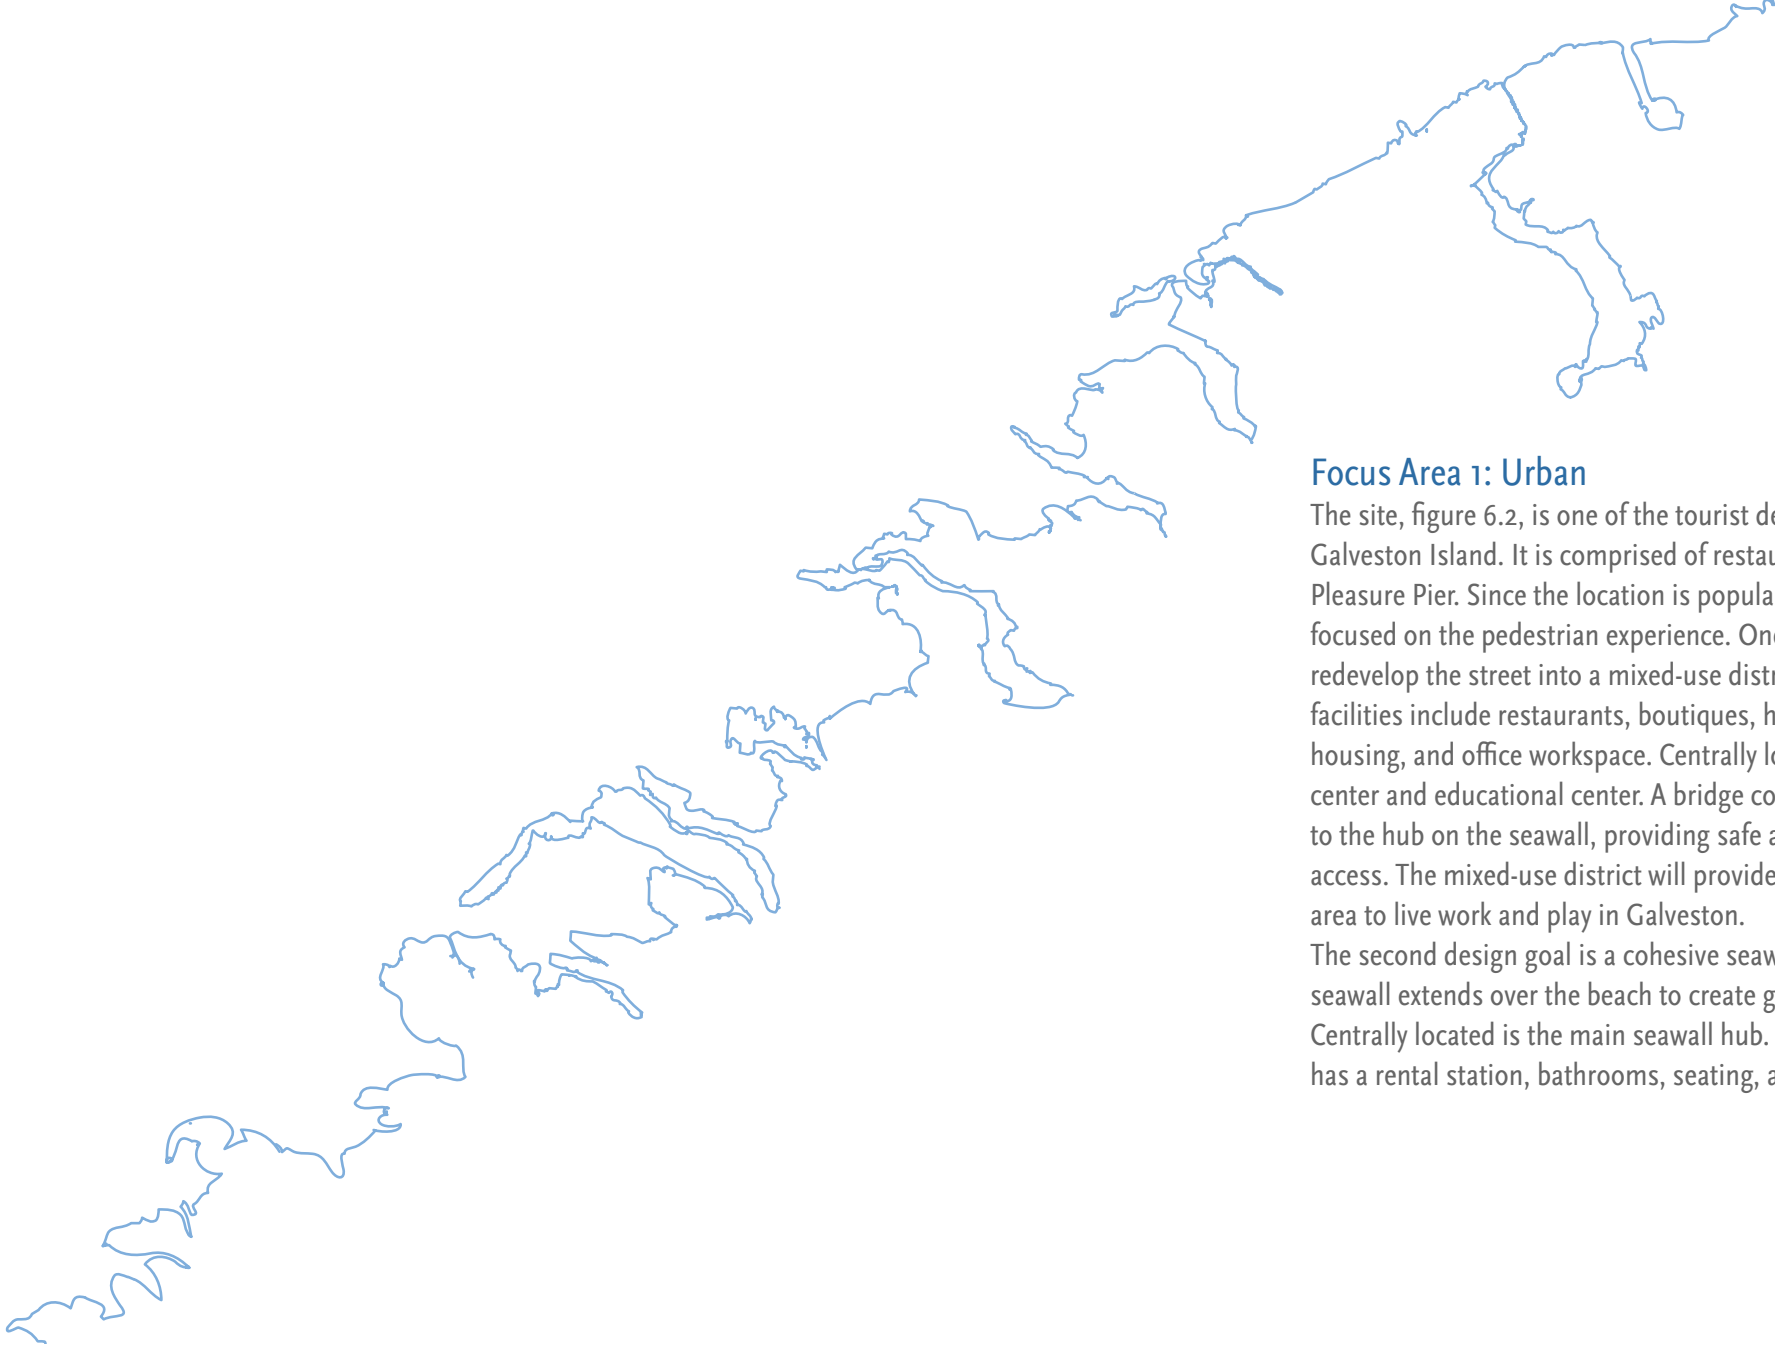 Focus Area 1: Urban
The site, figure 6.2, is one of the tourist
Galveston Island. It is comprised of
Pleasure Pier. Since the location is
focused on the pedestrian experience.
redevelop the street into a mixed-use
facilities include restaurants, boutiques,
housing, and office workspace. Centrally
center and educational center. A bridge
to the hub on the seawall, providing safe
access. The mixed-use district will provide
area to live work and play in Galveston.
The second design goal is a cohesive
seawall extends over the beach to create
Centrally located is the main seawall hub.
has a rental station, bathrooms, seating,